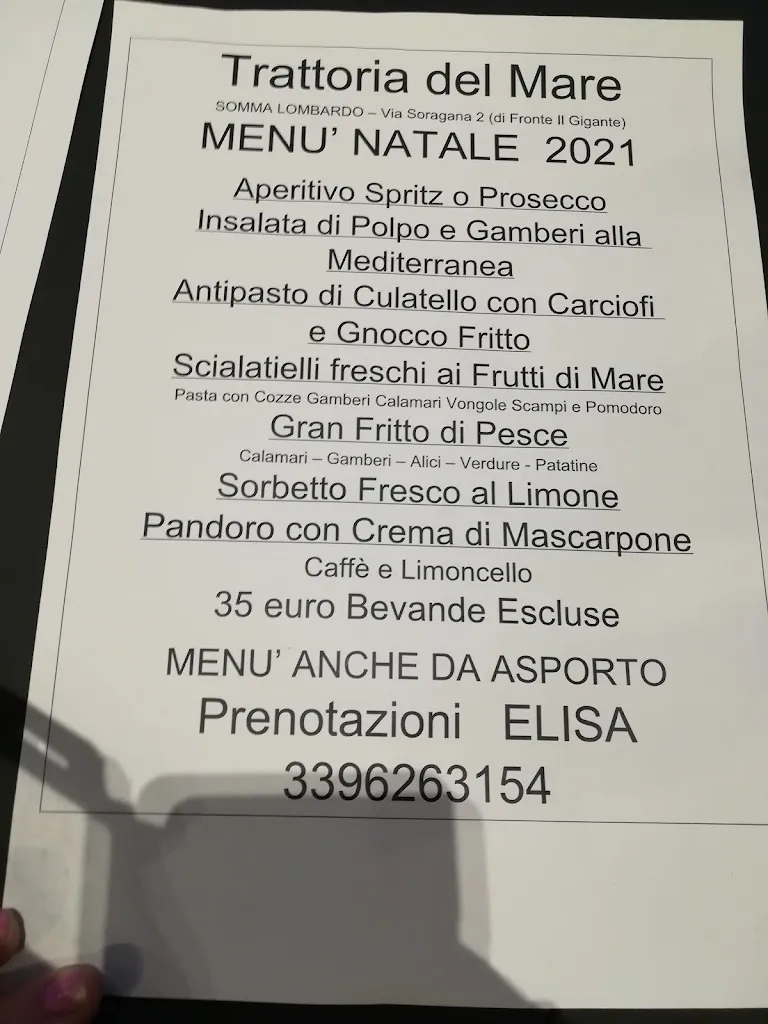 Trattoria del Mare
SOMMA LOMBARDO – Via Soragana 2 (di Fronte Il Gigante)
MENU’ NATALE 2021
Aperitivo Spritz o Prosecco
Insalata di Polpo e Gamberi alla
Mediterranea
Antipasto di Culatello con Carciofi
e Gnocco Fritto
Scialatielli freschi ai Frutti di Mare
Pasta con Cozze Gamberi Calamari Vongole Scampi e Pomodoro
Gran Fritto di Pesce
Calamari – Gamberi – Alici – Verdure - Patatine
Sorbetto Fresco al Limone
Pandoro con Crema di Mascarpone
Caffè e Limoncello
35 euro Bevande Escluse
MENU’ ANCHE DA ASPORTO
Prenotazioni ELISA
3396263154